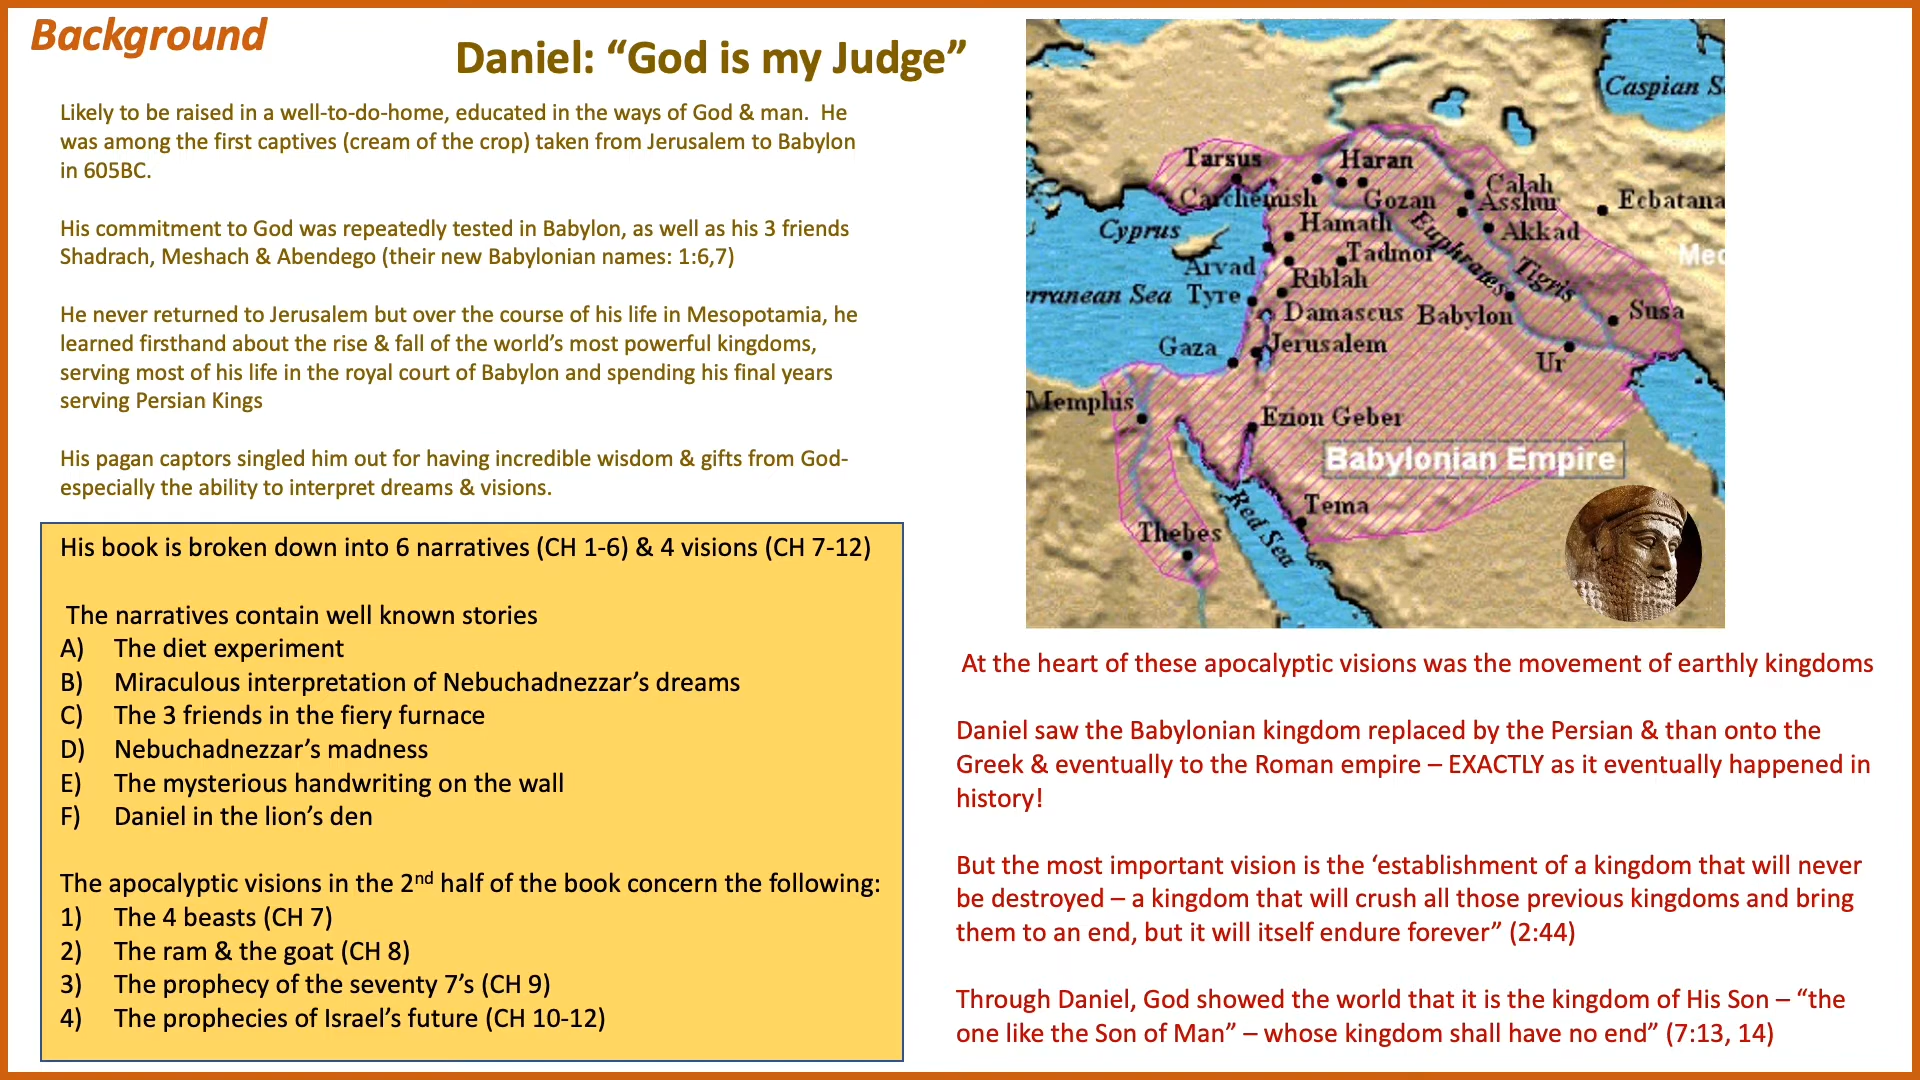 Background
Daniel: “God is my Judge”
Likely to be raised in a well-to-do-home, educated in the ways of God & man.  He
was among the first captives (cream of the crop) taken from Jerusalem to Babylon
in 605BC.
His commitment to God was repeatedly tested in Babylon, as well as his 3 friends
Shadrach, Meshach & Abendego (their new Babylonian names: 1:6,7)
He never returned to Jerusalem but over the course of his life in Mesopotamia, he
learned firsthand about the rise & fall of the world’s most powerful kingdoms,
serving most of his life in the royal court of Babylon and spending his final years
serving Persian Kings
His pagan captors singled him out for having incredible wisdom & gifts from God-
especially the ability to interpret dreams & visions.
His book is broken down into 6 narratives (CH 1-6) & 4 visions (CH 7-12)
The narratives contain well known stories
A) The diet experiment
B) Miraculous interpretation of Nebuchadnezzar’s dreams
C) The 3 friends in the fiery furnace
D) Nebuchadnezzar’s madness
E) The mysterious handwriting on the wall
F) Daniel in the lion’s den
The apocalyptic visions in the 2nd half of the book concern the following:
1) The 4 beasts (CH 7)
2) The ram & the goat (CH 8)
3) The prophecy of the seventy 7’s (CH 9)
4) The prophecies of Israel’s future (CH 10-12)
Caspian S
Tarsus
Haran
Carchemish
Gozan
Calah
Asshur
Ecbatana
Cyprus
Hamath
Euphrates
Akkad
Tadmor
Med
Arvad
Riblah
Tigris
rranean Sea
Tyre
Damascus
Babylon
Susa
Gaza
Jerusalem
Ur
Memphis
Ezion Geber
Babylonian Empire
Red Sea
Tema
Thebes
At the heart of these apocalyptic visions was the movement of earthly kingdoms
Daniel saw the Babylonian kingdom replaced by the Persian & than onto the
Greek & eventually to the Roman empire – EXACTLY as it eventually happened in
history!
But the most important vision is the ‘establishment of a kingdom that will never
be destroyed – a kingdom that will crush all those previous kingdoms and bring
them to an end, but it will itself endure forever” (2:44)
Through Daniel, God showed the world that it is the kingdom of His Son – “the
one like the Son of Man” – whose kingdom shall have no end” (7:13, 14)